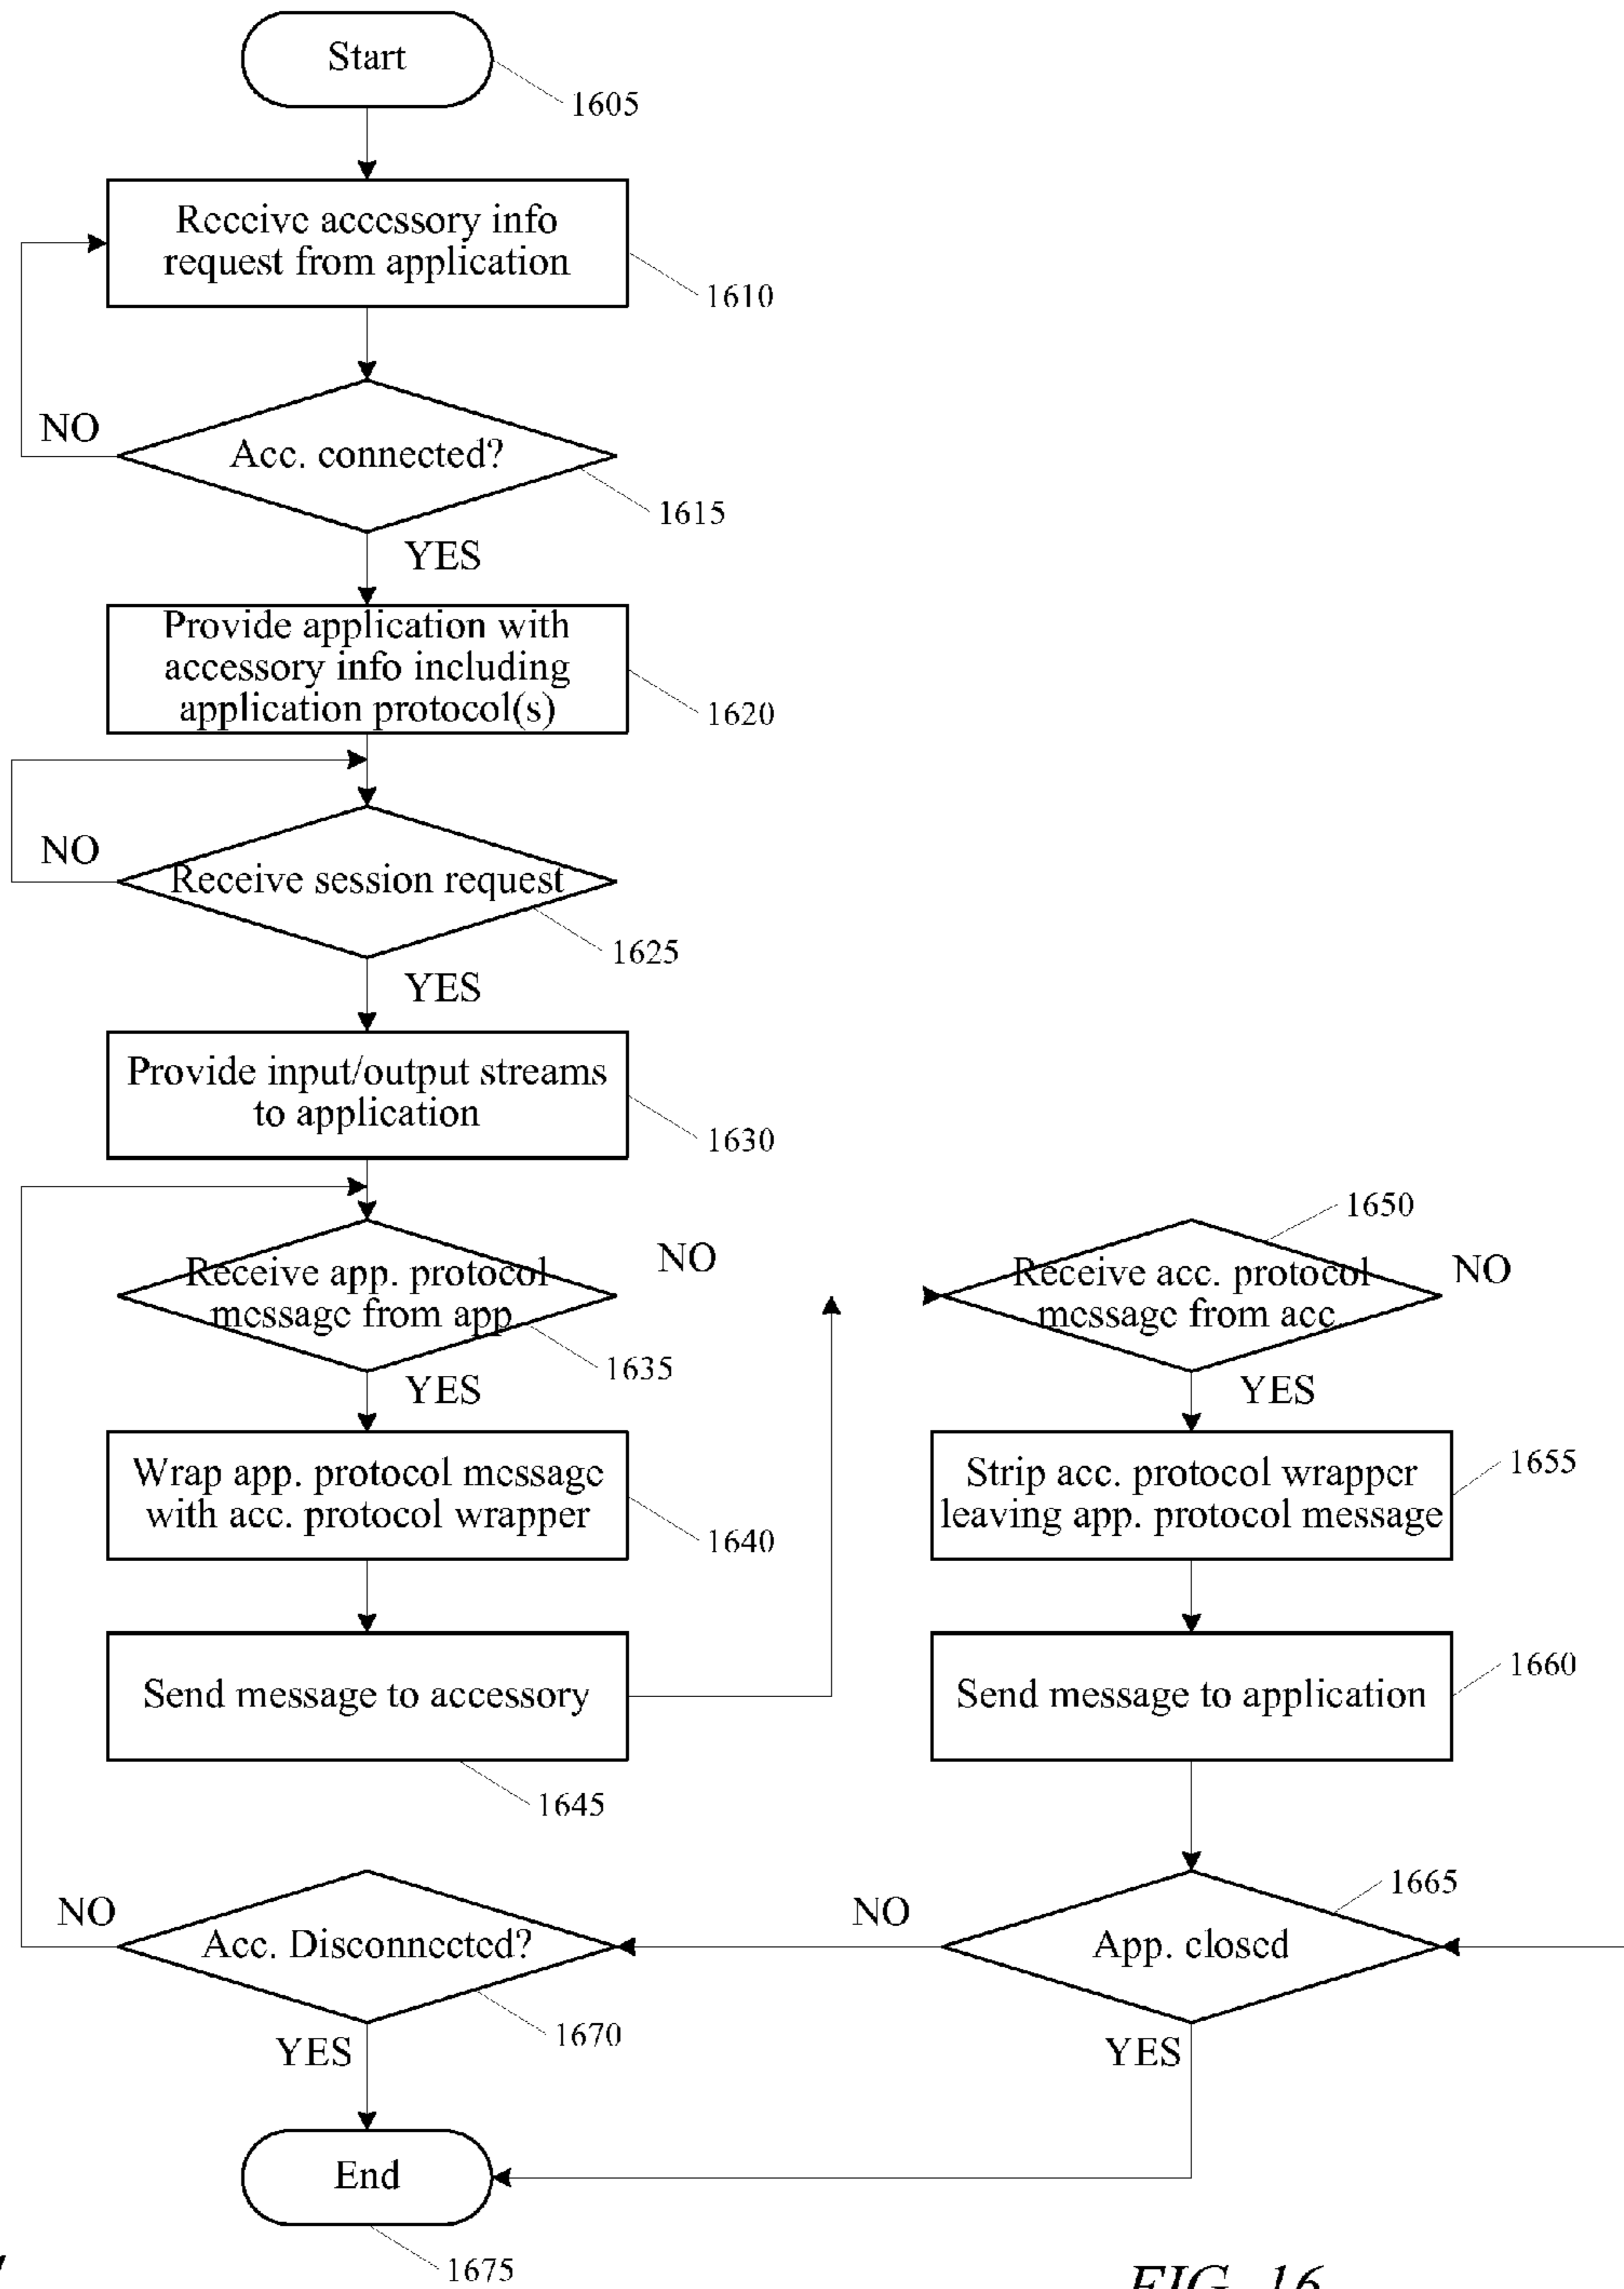 Start
1605
Receive accessory info
request from application
1610
NO
Acc. connected?
1615
YES
Provide application with
accessory info including
application protocol(s)
1620
NO
Receive session request
1625
YES
Provide input/output streams
to application
1630
Receive app. protocol
message from app.
NO
1635
YES
1650
Receive acc. protocol
message from acc.
NO
YES
Wrap app. protocol message
with acc. protocol wrapper
1640
Strip acc. protocol wrapper
leaving app. protocol message
1655
Send message to accessory
1645
Send message to application
1660
NO
Acc. Disconnected?
1670
YES
NO
App. closed
1665
YES
End
1675
FIG. 16